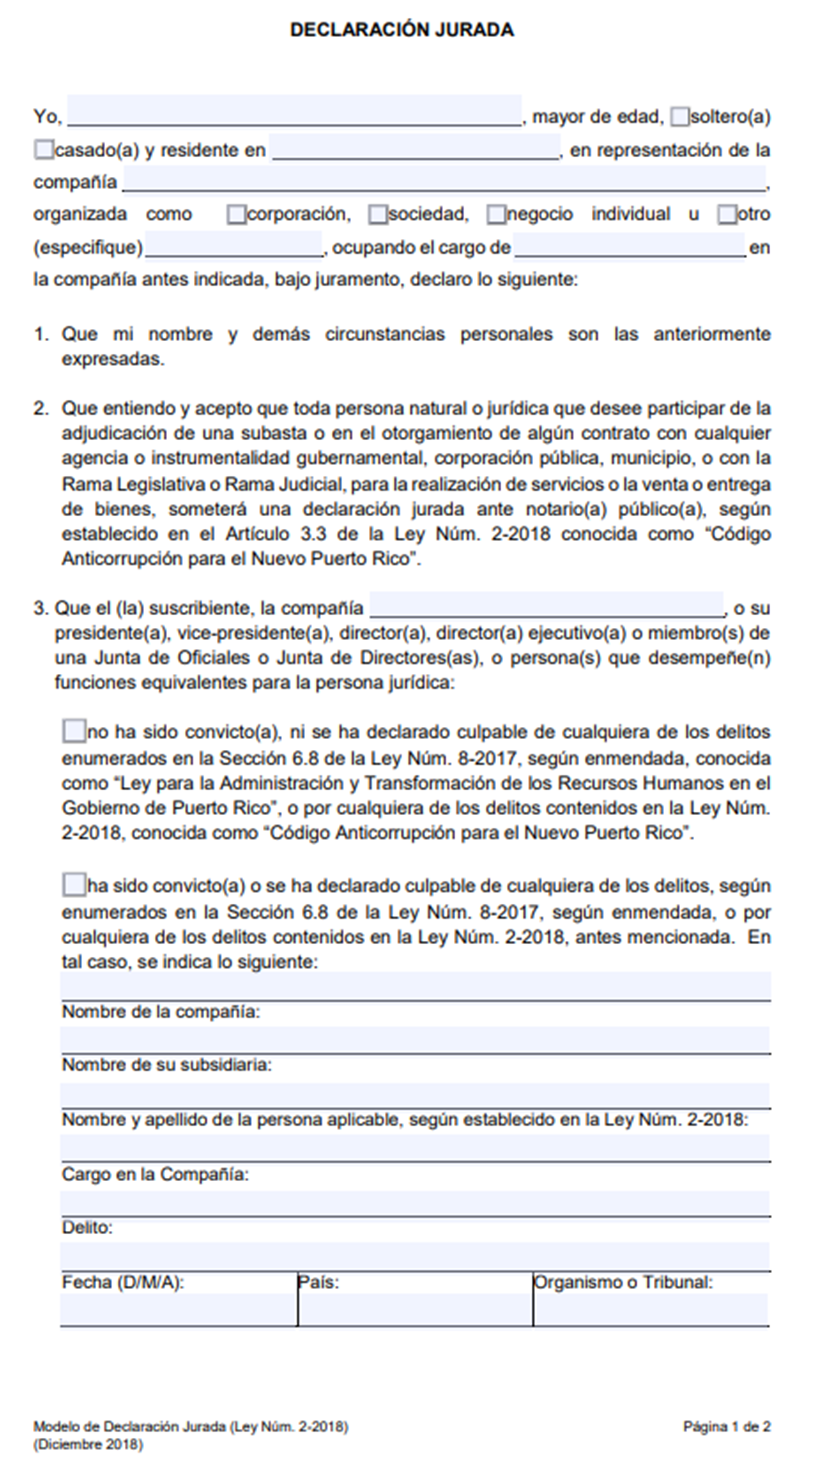 DECLARACIÓN JURADA
Yo, , mayor de edad, soltero(a)
casado(a) y residente en , en representación de la
compañía ,
organizada como corporación, sociedad, negocio individual u otro
(especifique) , ocupando el cargo de en
la compañía antes indicada, bajo juramento, declaro lo siguiente:
1. Que mi nombre y demás circunstancias personales son las anteriormente
expresadas.
2. Que entiendo y acepto que toda persona natural o jurídica que desee participar de la
adjudicación de una subasta o en el otorgamiento de algún contrato con cualquier
agencia o instrumentalidad gubernamental, corporación pública, municipio, o con la
Rama Legislativa o Rama Judicial, para la realización de servicios o la venta o entrega
de bienes, someterá una declaración jurada ante notario(a) público(a), según
establecido en el Artículo 3.3 de la Ley Núm. 2-2018 conocida como “Código
Anticorrupción para el Nuevo Puerto Rico”.
3. Que el (la) suscribiente, la compañía , o su
presidente(a), vice-presidente(a), director(a), director(a) ejecutivo(a) o miembro(s) de
una Junta de Oficiales o Junta de Directores(as), o persona(s) que desempeñe(n)
funciones equivalentes para la persona jurídica:
no ha sido convicto(a), ni se ha declarado culpable de cualquiera de los delitos
enumerados en la Sección 6.8 de la Ley Núm. 8-2017, según enmendada, conocida
como “Ley para la Administración y Transformación de los Recursos Humanos en el
Gobierno de Puerto Rico”, o por cualquiera de los delitos contenidos en la Ley Núm.
2-2018, conocida como “Código Anticorrupción para el Nuevo Puerto Rico”.
ha sido convicto(a) o se ha declarado culpable de cualquiera de los delitos, según
enumerados en la Sección 6.8 de la Ley Núm. 8-2017, según enmendada, o por
cualquiera de los delitos contenidos en la Ley Núm. 2-2018, antes mencionada. En
tal caso, se indica lo siguiente:
Nombre de la compañía:
Nombre de su subsidiaria:
Nombre y apellido de la persona aplicable, según establecido en la Ley Núm. 2-2018:
Cargo en la Compañía:
Delito:
Fecha (D/M/A): País: Organismo o Tribunal:
Modelo de Declaración Jurada (Ley Núm. 2-2018) Página 1 de 2
(Diciembre 2018)